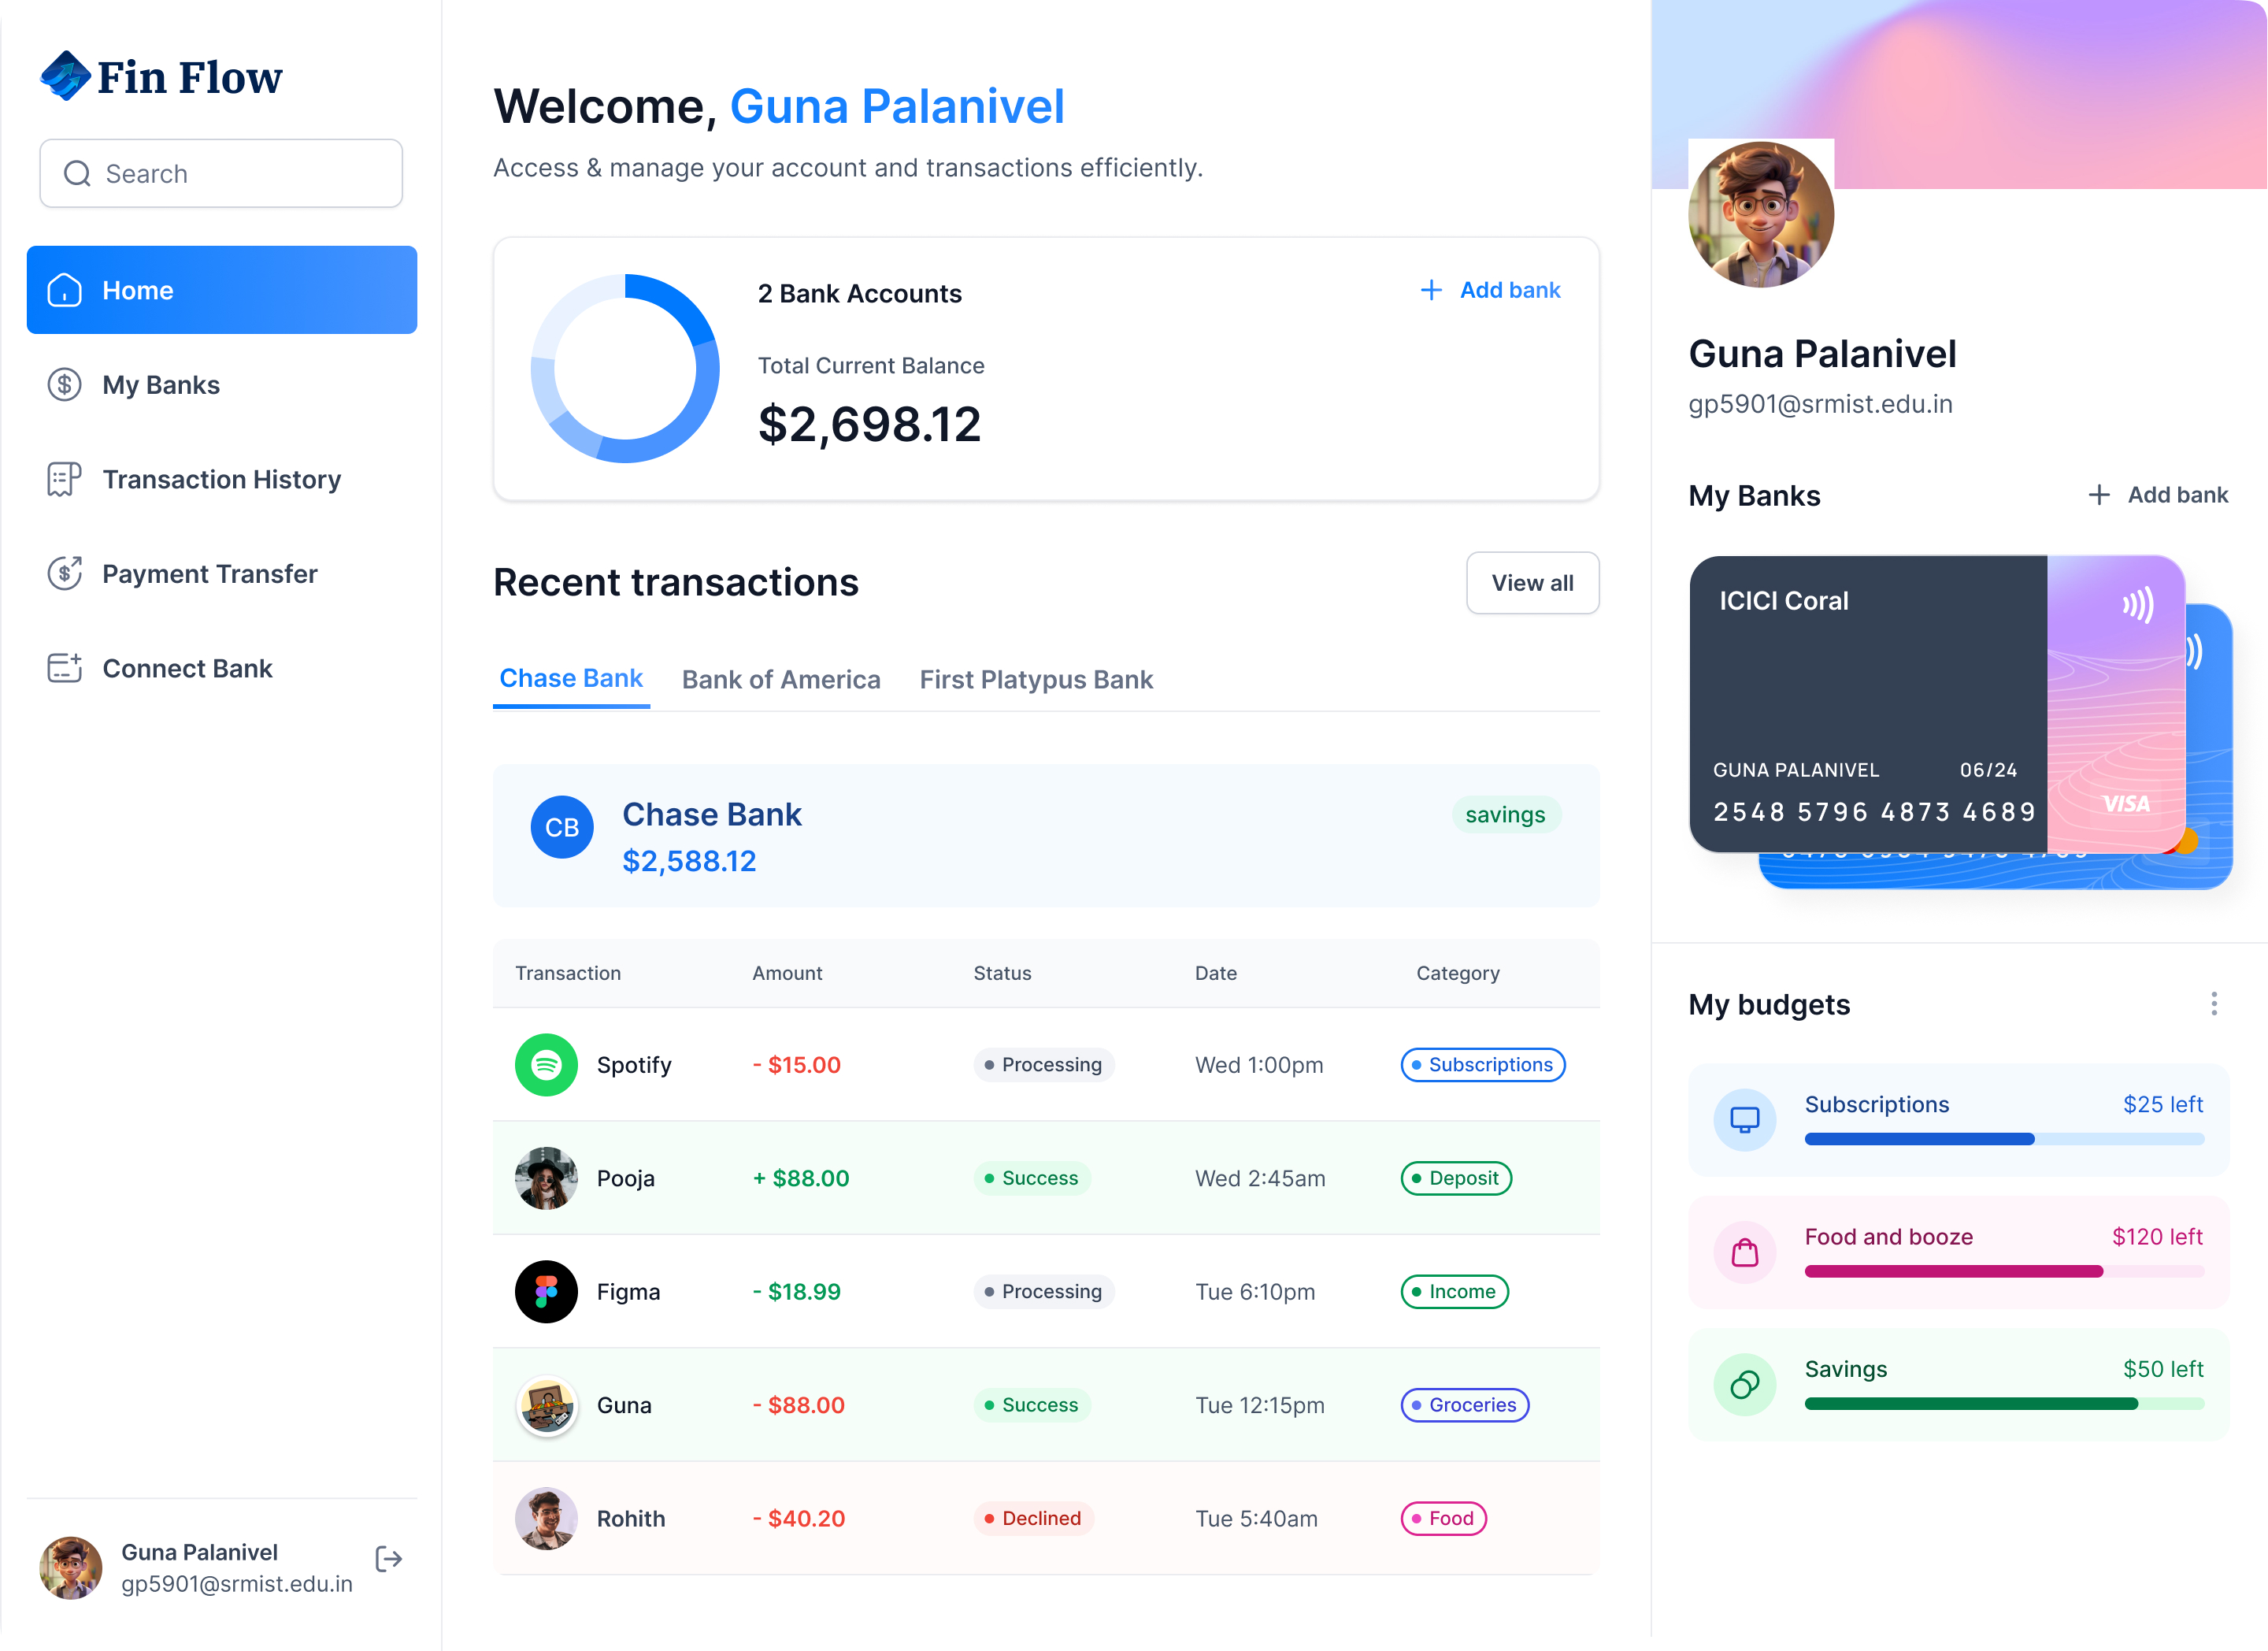 Fin Flow
Search
Home
My Banks
Transaction History
Payment Transfer
Connect Bank
Guna Palanivel
gp5901@srmist.edu.in
Welcome, Guna Palanivel
Access & manage your account and transactions efficiently.
2 Bank Accounts
Add bank
Total Current Balance
$2,698.12
Recent transactions
View all
Chase Bank Bank of America First Platypus Bank
CB
Chase Bank
savings
$2,588.12
Transaction Amount Status Date Category
Spotify - $15.00 Processing Wed 1:00pm Subscriptions
Pooja + $88.00 Success Wed 2:45am Deposit
Figma - $18.99 Processing Tue 6:10pm Income
Guna - $88.00 Success Tue 12:15pm Groceries
Rohith - $40.20 Declined Tue 5:40am Food
Guna Palanivel
gp5901@srmist.edu.in
My Banks Add bank
ICICI Coral
GUNA PALANIVEL 06/24
2548 5796 4873 4689
VISA
My budgets
Subscriptions $25 left
Food and booze $120 left
Savings $50 left